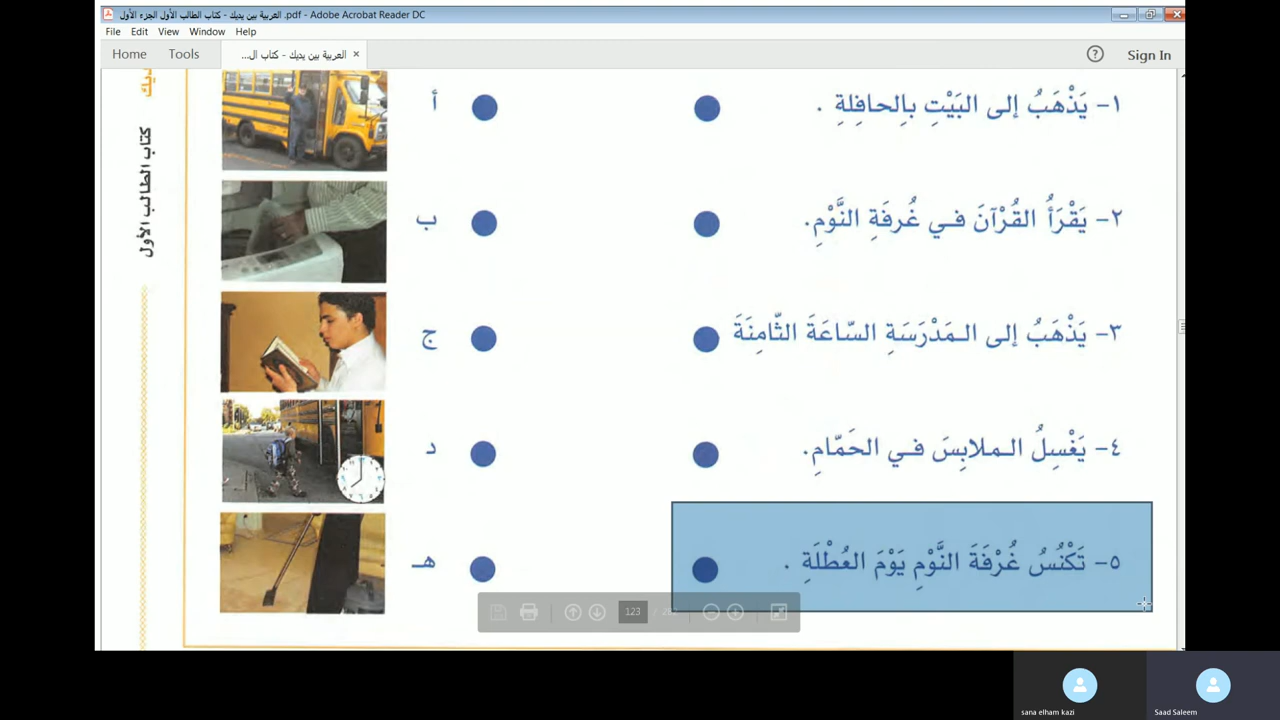 العربية بين يديك - كتاب الطالب الأول الجزء الأول .pdf - Adobe Acrobat Reader DC
File Edit View Window Help
Home Tools العربية بين يديك - كتاب ال... × ? Sign In
كتاب الطالب الأول
١- يَذْهَبُ إلى البَيْتِ بِالحافِلةِ .
أ
٢- يَقْرَأُ القُرْآنَ في غُرفَةِ النَّوْمِ.
ب
٣- يَذْهَبُ إلى المَدْرَسَةِ السّاعَةَ الثّامِنَةَ
ج
٤- يَغْسِلُ الملابِسَ في الحَمّامِ.
د
٥- تَكْنُسُ غُرْفَةَ النَّوْمِ يَوْمَ العُطْلَةِ .
هـ
123
sana elham kazi
Saad Saleem